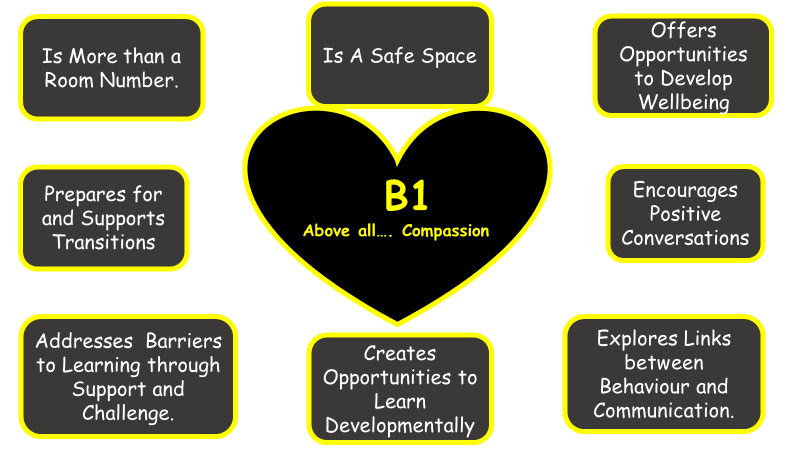 Is More than a
Room Number.
Is A Safe Space
Offers
Opportunities
to Develop
Wellbeing
B1
Above all…. Compassion
Prepares for
and Supports
Transitions
Encourages
Positive
Conversations
Addresses  Barriers
to Learning through
Support and
Challenge.
Creates
Opportunities to
Learn
Developmentally
Explores Links
between
Behaviour and
Communication.